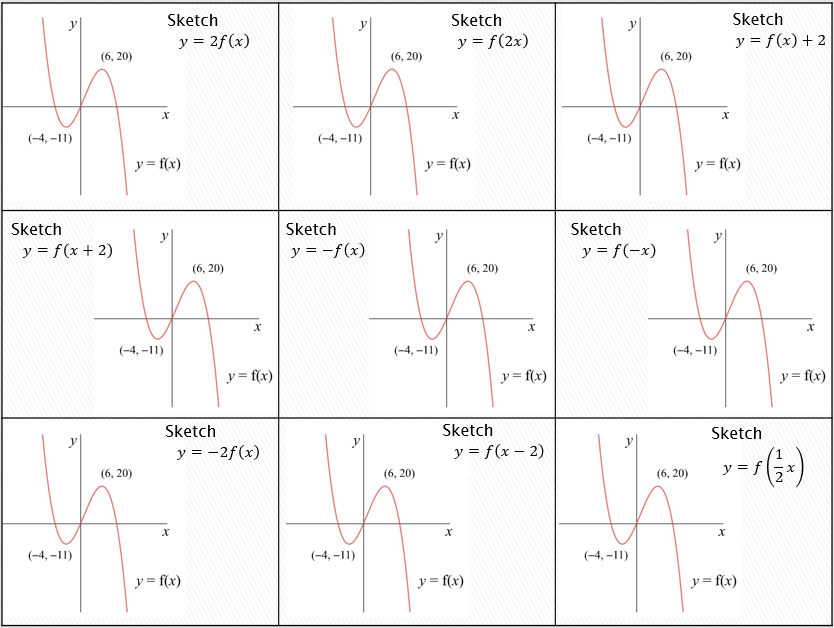 Sketch
y = 2f(x)
y
(6, 20)
x
(−4, −11)
y = f(x)
Sketch
y = f(2x)
y
(6, 20)
x
(−4, −11)
y = f(x)
Sketch
y = f(x) + 2
y
(6, 20)
x
(−4, −11)
y = f(x)
Sketch
y = f(x + 2)
y
(6, 20)
x
(−4, −11)
y = f(x)
Sketch
y = −f(x)
y
(6, 20)
x
(−4, −11)
y = f(x)
Sketch
y = f(−x)
y
(6, 20)
x
(−4, −11)
y = f(x)
Sketch
y = −2f(x)
y
(6, 20)
x
(−4, −11)
y = f(x)
Sketch
y = f(x − 2)
y
(6, 20)
x
(−4, −11)
y = f(x)
Sketch
y = f(1/2 x)
y
(6, 20)
x
(−4, −11)
y = f(x)